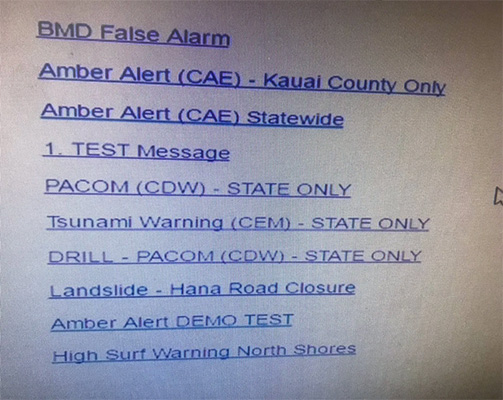 BMD False Alarm
Amber Alert (CAE) - Kauai County Only
Amber Alert (CAE) Statewide
1. TEST Message
PACOM (CDW) - STATE ONLY
Tsunami Warning (CEM) - STATE ONLY
DRILL - PACOM (CDW) - STATE ONLY
Landslide - Hana Road Closure
Amber Alert DEMO TEST
High Surf Warning North Shores